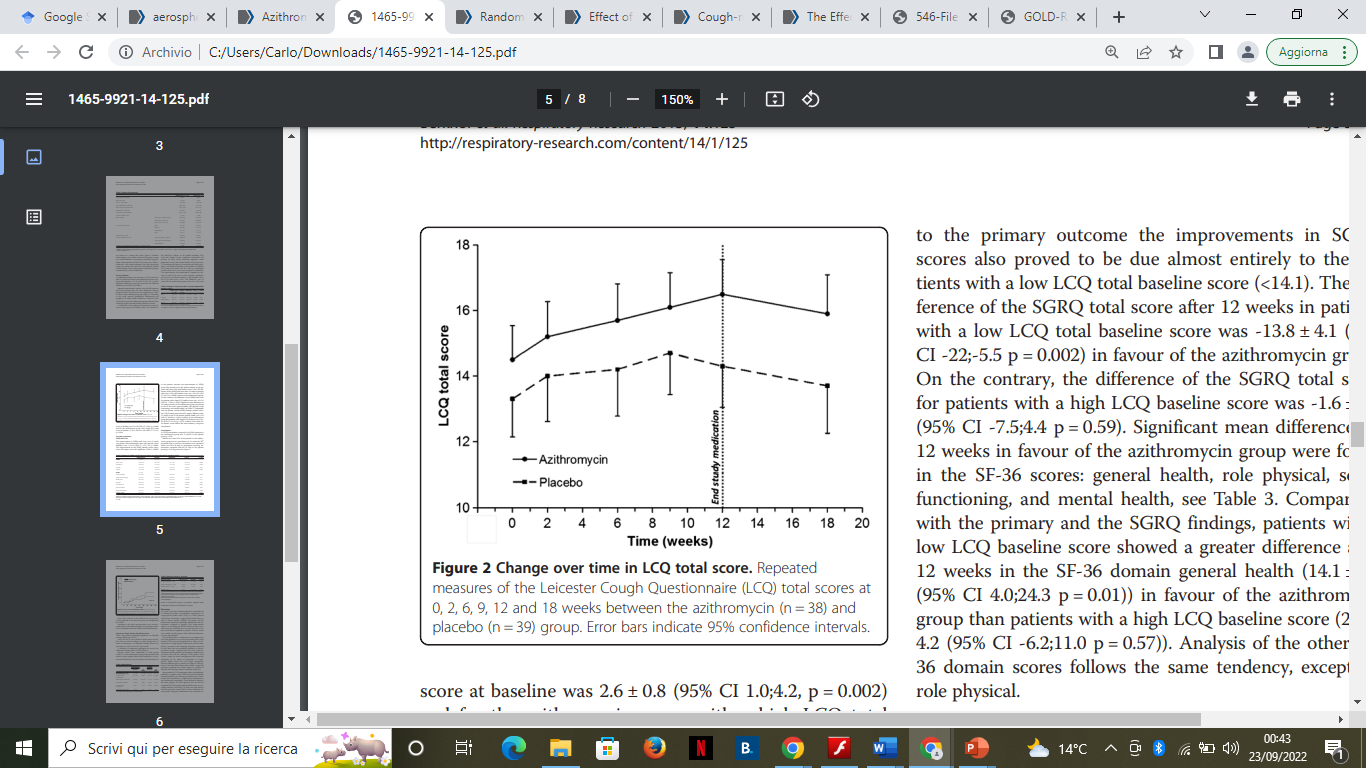 Google
aerosph
Azithron
1465-99
Random
Effect of
Cough-r
The Effe
546-File
GOLD-R
Archivio C:/Users/Carlo/Downloads/1465-9921-14-125.pdf
Aggiorna
1465-9921-14-125.pdf
5 / 8
150%
3
4
5
6
http://respiratory-research.com/content/14/1/125
18
16
14
12
10
LCQ total score
Azithromycin
Placebo
End study medication
0 2 4 6 8 10 12 14 16 18 20
Time (weeks)
Figure 2 Change over time in LCQ total score. Repeated
measures of the Leicester Cough Questionnaire (LCQ) total scores at
0, 2, 6, 9, 12 and 18 weeks between the azithromycin (n = 38) and
placebo (n = 39) group. Error bars indicate 95% confidence intervals.
score at baseline was 2.6 ± 0.8 (95% CI 1.0;4.2, p = 0.002)
to the primary outcome the improvements in SG
scores also proved to be due almost entirely to the
tients with a low LCQ total baseline score (<14.1). The
ference of the SGRQ total score after 12 weeks in pati
with a low LCQ total baseline score was -13.8 ± 4.1 (
CI -22;-5.5 p = 0.002) in favour of the azithromycin gr
On the contrary, the difference of the SGRQ total s
for patients with a high LCQ baseline score was -1.6 ±
(95% CI -7.5;4.4 p = 0.59). Significant mean difference
12 weeks in favour of the azithromycin group were fo
in the SF-36 scores: general health, role physical, s
functioning, and mental health, see Table 3. Compar
with the primary and the SGRQ findings, patients wi
low LCQ baseline score showed a greater difference
12 weeks in the SF-36 domain general health (14.1 ±
(95% CI 4.0;24.3 p = 0.01)) in favour of the azithrom
group than patients with a high LCQ baseline score (2
4.2 (95% CI -6.2;11.0 p = 0.57)). Analysis of the other
36 domain scores follows the same tendency, except
role physical.
Scrivi qui per eseguire la ricerca
N
B.
14°C
00:43
23/09/2022
1